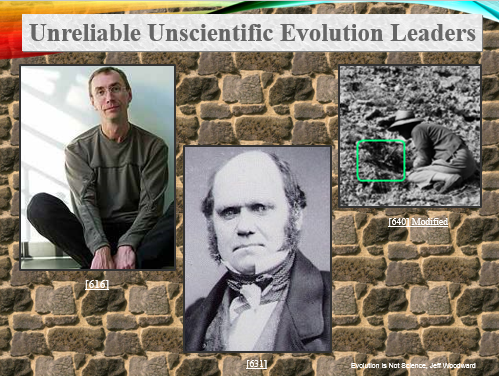 Unreliable Unscientific Evolution Leaders
[640] Modified
[616]
[631]
Evolution is Not Science, Jeff Woodward